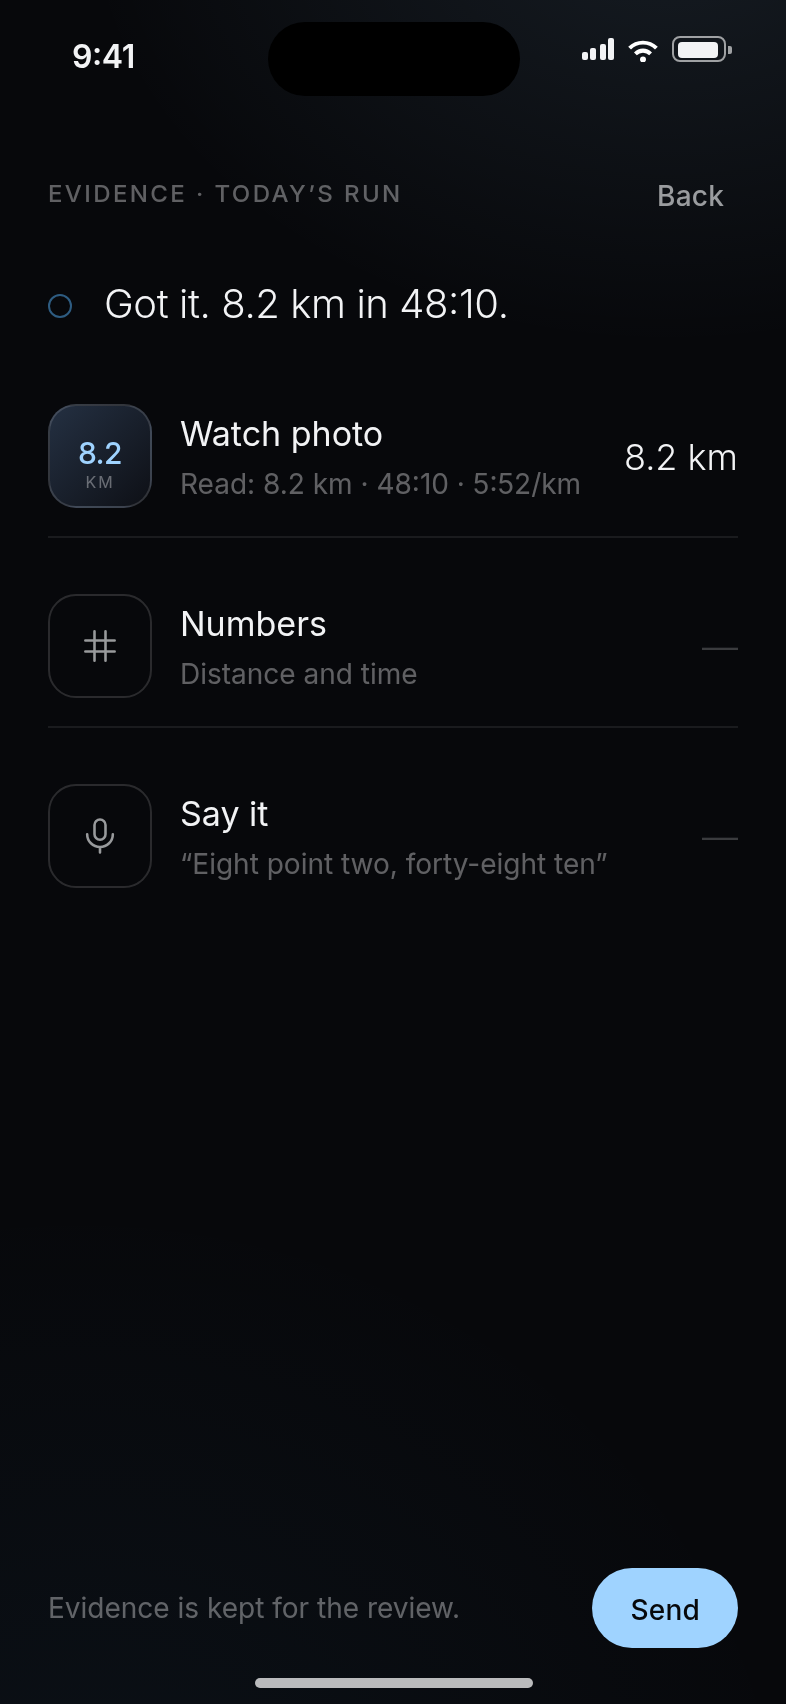 9:41
EVIDENCE · TODAY’S RUN
Back
Got it. 8.2 km in 48:10.
8.2
KM
Watch photo
Read: 8.2 km · 48:10 · 5:52/km
8.2 km
Numbers
Distance and time
—
Say it
“Eight point two, forty-eight ten”
—
Evidence is kept for the review.
Send